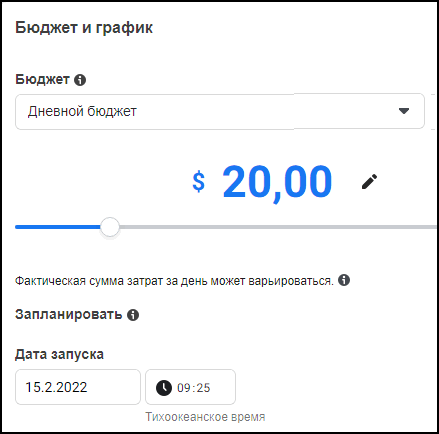 Бюджет и график
Бюджет
Дневной бюджет
$ 20,00
Фактическая сумма затрат за день может варьироваться.
Запланировать
Дата запуска
15.2.2022 09:25
Тихоокеанское время